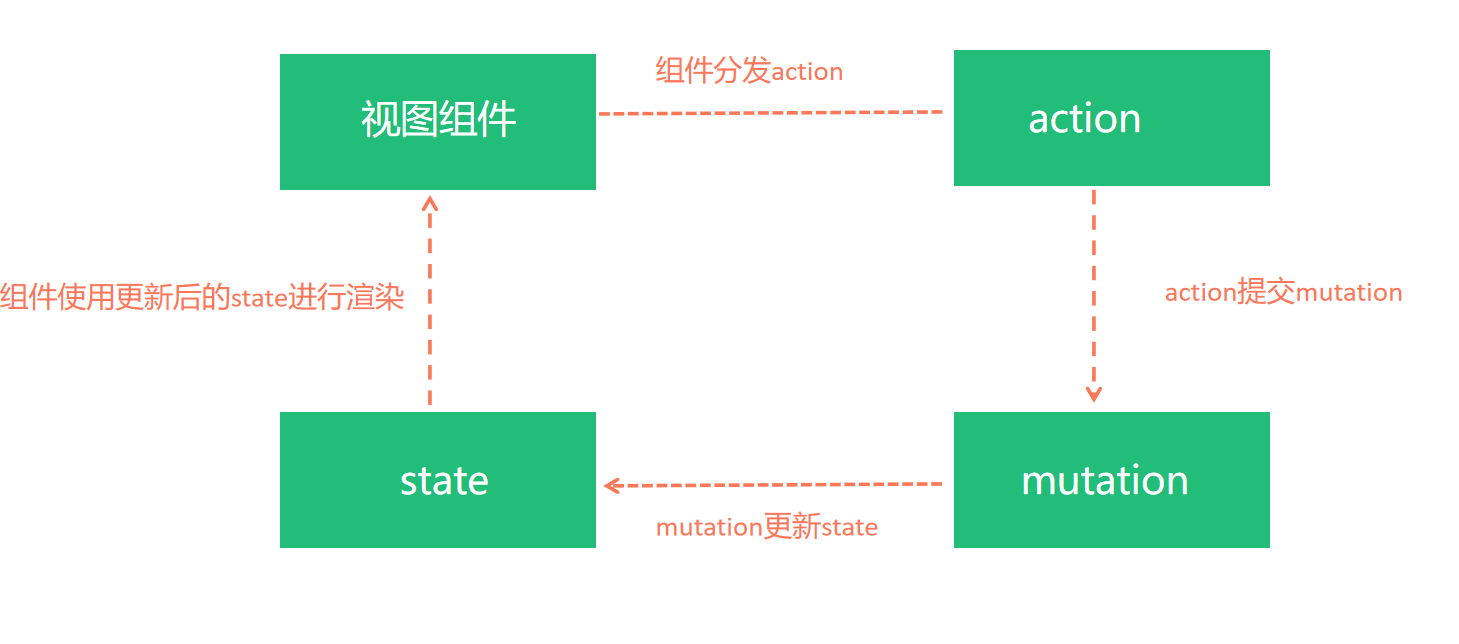 组件分发action
视图组件
action
组件使用更新后的state进行渲染
action提交mutation
state
mutation
mutation更新state